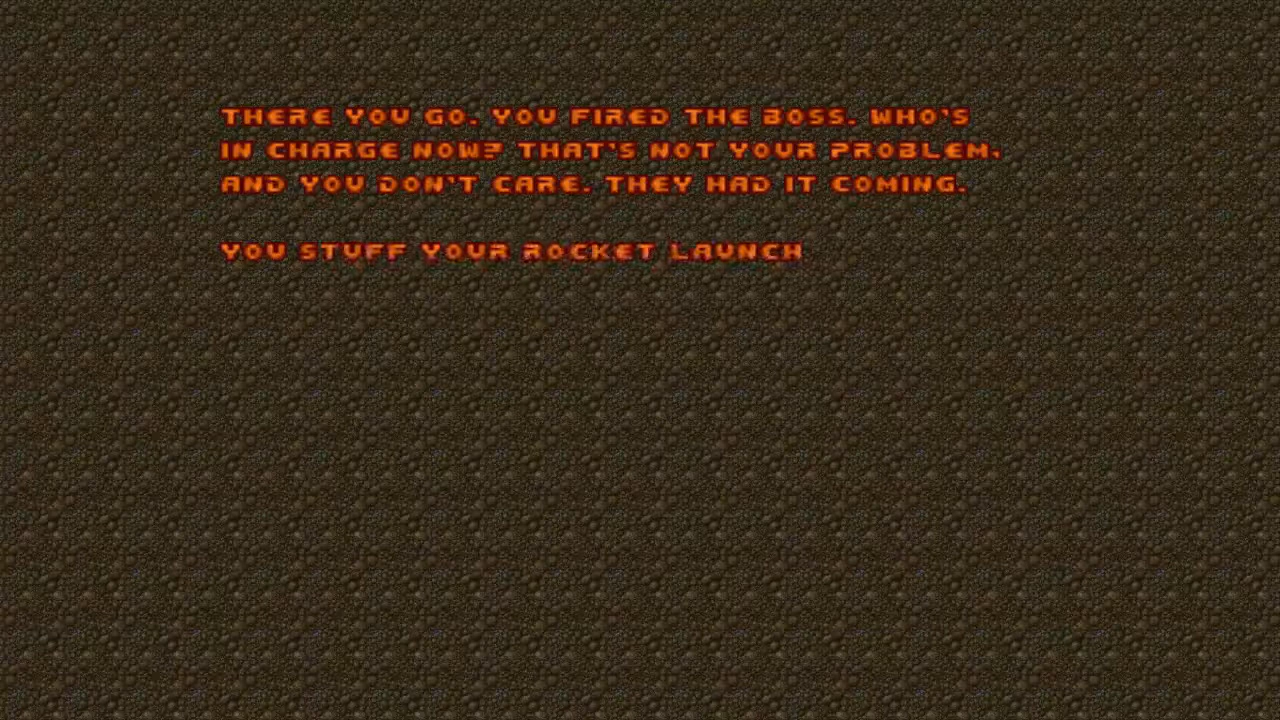 THERE YOU GO. YOU FIRED THE BOSS. WHO'S
IN CHARGE NOW? THAT'S NOT YOUR PROBLEM,
AND YOU DON'T CARE. THEY HAD IT COMING.
YOU STUFF YOUR ROCKET LAUNCH